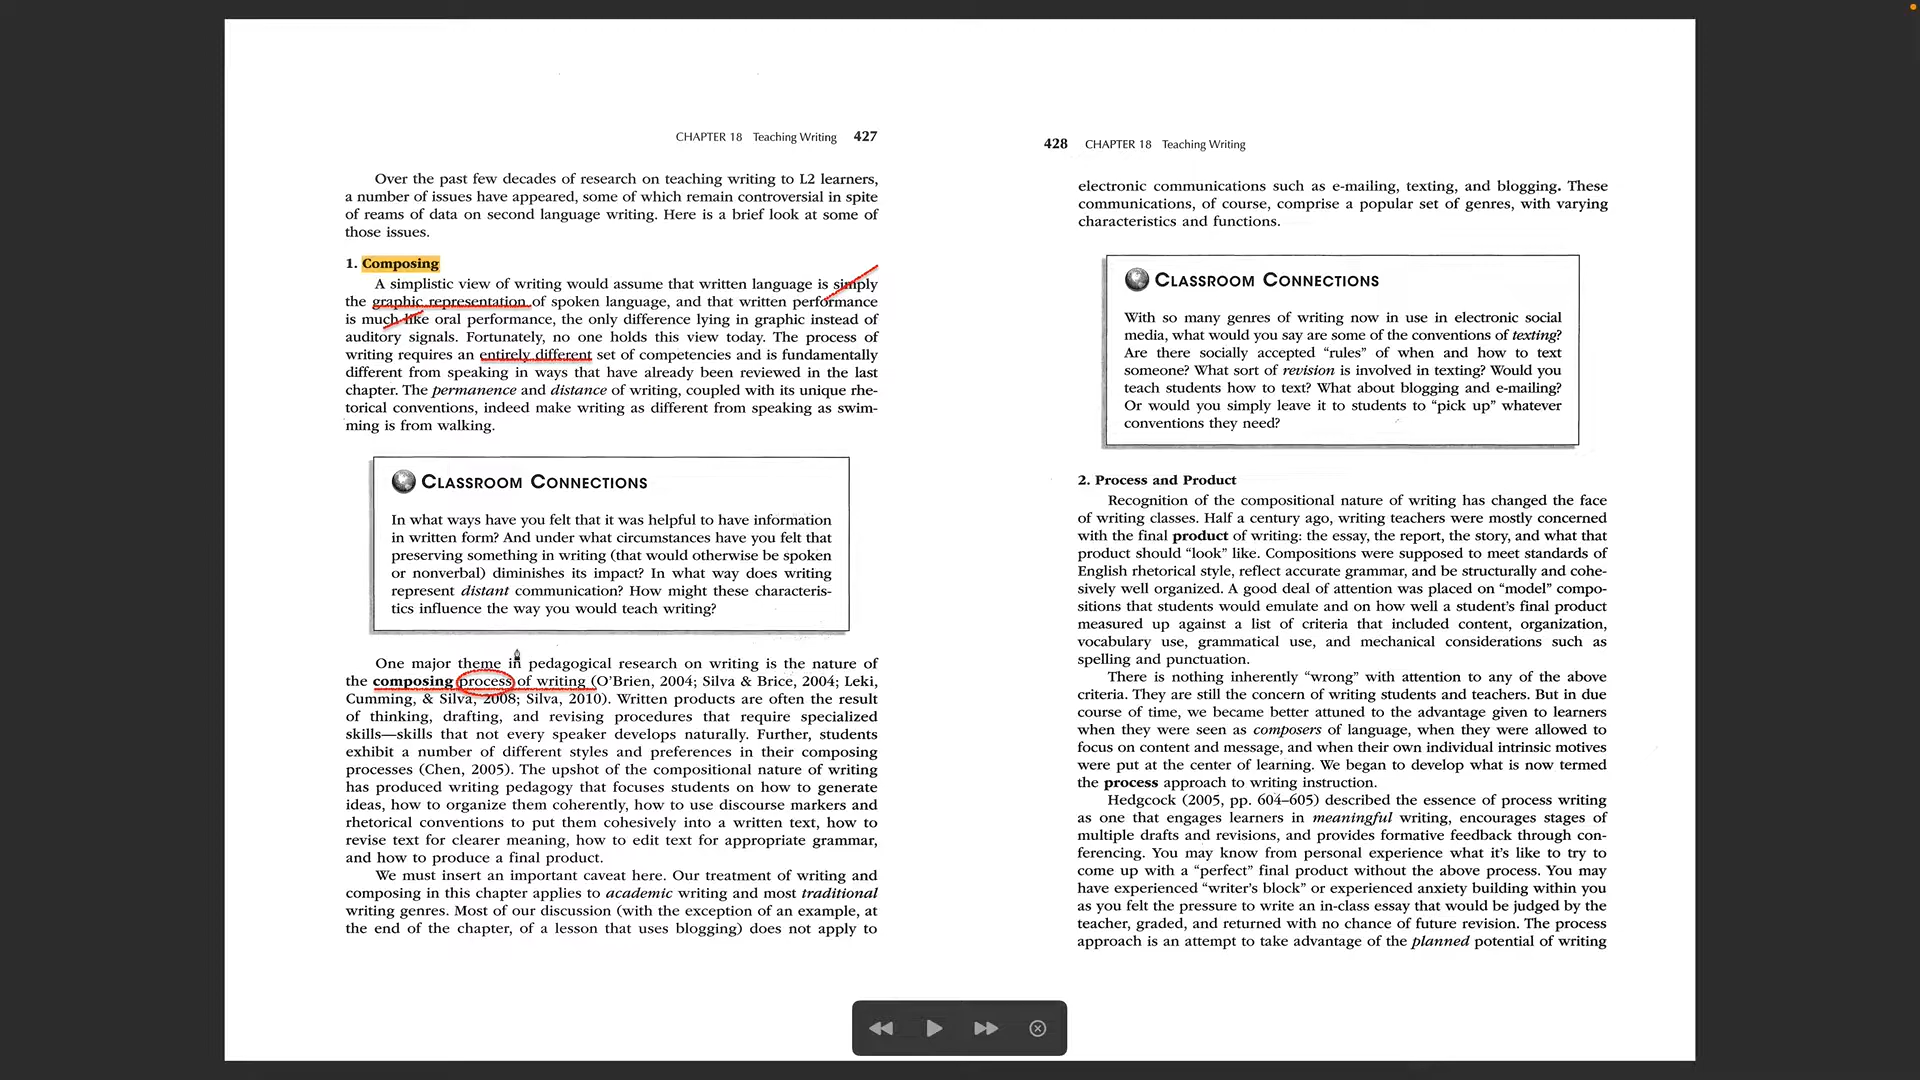 CHAPTER 18 Teaching Writing 427
Over the past few decades of research on teaching writing to L2 learners,
a number of issues have appeared, some of which remain controversial in spite
of reams of data on second language writing. Here is a brief look at some of
those issues.
1. Composing
A simplistic view of writing would assume that written language is simply
the graphic representation of spoken language, and that written performance
is much like oral performance, the only difference lying in graphic instead of
auditory signals. Fortunately, no one holds this view today. The process of
writing requires an entirely different set of competencies and is fundamentally
different from speaking in ways that have already been reviewed in the last
chapter. The permanence and distance of writing, coupled with its unique rhe-
torical conventions, indeed make writing as different from speaking as swim-
ming is from walking.
CLASSROOM CONNECTIONS
In what ways have you felt that it was helpful to have information
in written form? And under what circumstances have you felt that
preserving something in writing (that would otherwise be spoken
or nonverbal) diminishes its impact? In what way does writing
represent distant communication? How might these characteris-
tics influence the way you would teach writing?
One major theme in pedagogical research on writing is the nature of
the composing process of writing (O'Brien, 2004; Silva & Brice, 2004; Leki,
Cumming, & Silva, 2008; Silva, 2010). Written products are often the result
of thinking, drafting, and revising procedures that require specialized
skills—skills that not every speaker develops naturally. Further, students
exhibit a number of different styles and preferences in their composing
processes (Chen, 2005). The upshot of the compositional nature of writing
has produced writing pedagogy that focuses students on how to generate
ideas, how to organize them coherently, how to use discourse markers and
rhetorical conventions to put them cohesively into a written text, how to
revise text for clearer meaning, how to edit text for appropriate grammar,
and how to produce a final product.
We must insert an important caveat here. Our treatment of writing and
composing in this chapter applies to academic writing and most traditional
writing genres. Most of our discussion (with the exception of an example, at
the end of the chapter, of a lesson that uses blogging) does not apply to
428 CHAPTER 18 Teaching Writing
electronic communications such as e-mailing, texting, and blogging. These
communications, of course, comprise a popular set of genres, with varying
characteristics and functions.
CLASSROOM CONNECTIONS
With so many genres of writing now in use in electronic social
media, what would you say are some of the conventions of texting?
Are there socially accepted “rules” of when and how to text
someone? What sort of revision is involved in texting? Would you
teach students how to text? What about blogging and e-mailing?
Or would you simply leave it to students to “pick up” whatever
conventions they need?
2. Process and Product
Recognition of the compositional nature of writing has changed the face
of writing classes. Half a century ago, writing teachers were mostly concerned
with the final product of writing: the essay, the report, the story, and what that
product should “look” like. Compositions were supposed to meet standards of
English rhetorical style, reflect accurate grammar, and be structurally and cohe-
sively well organized. A good deal of attention was placed on “model” compo-
sitions that students would emulate and on how well a student's final product
measured up against a list of criteria that included content, organization,
vocabulary use, grammatical use, and mechanical considerations such as
spelling and punctuation.
There is nothing inherently “wrong” with attention to any of the above
criteria. They are still the concern of writing students and teachers. But in due
course of time, we became better attuned to the advantage given to learners
when they were seen as composers of language, when they were allowed to
focus on content and message, and when their own individual intrinsic motives
were put at the center of learning. We began to develop what is now termed
the process approach to writing instruction.
Hedgcock (2005, pp. 604–605) described the essence of process writing
as one that engages learners in meaningful writing, encourages stages of
multiple drafts and revisions, and provides formative feedback through con-
ferencing. You may know from personal experience what it's like to try to
come up with a “perfect” final product without the above process. You may
have experienced “writer's block” or experienced anxiety building within you
as you felt the pressure to write an in-class essay that would be judged by the
teacher, graded, and returned with no chance of future revision. The process
approach is an attempt to take advantage of the planned potential of writing